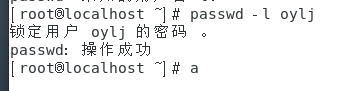 [root@localhost ~]# passwd -l oylj
锁定用户 oylj 的密码 。
passwd: 操作成功
[root@localhost ~]# a